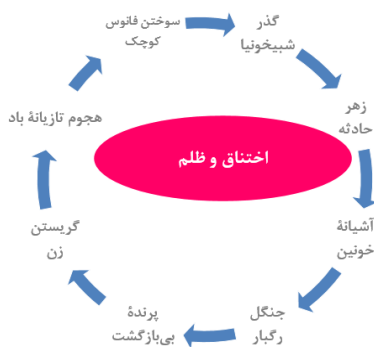 سوختن فانوس
کوچک
گذر
شبیخونیا
زهر
حادثه
آشیانهٔ
خونین
جنگل
رگبار
پرندهٔ
بی‌بازگشت
گریستن
زن
هجوم تازیانهٔ باد
اختناق و ظلم